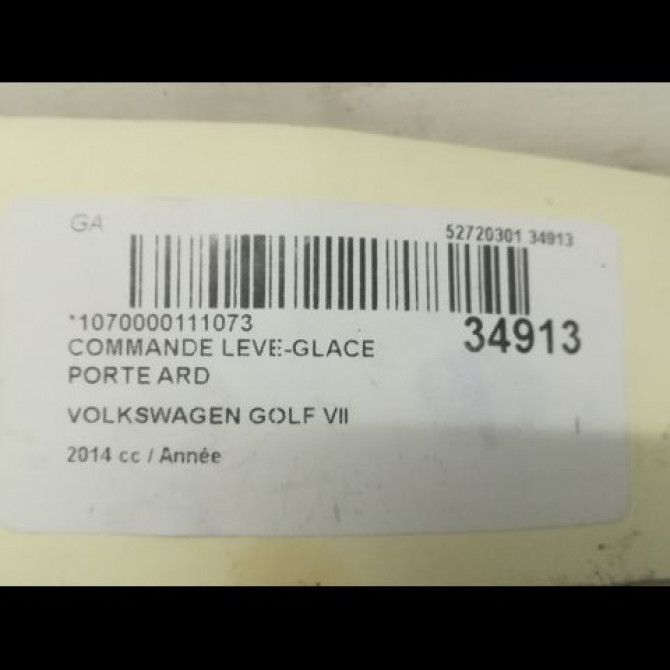 GA
52720301 34913
*1070000111073
34913
COMMANDE LEVE-GLACE
PORTE ARD
VOLKSWAGEN GOLF VII
2014 cc / Année